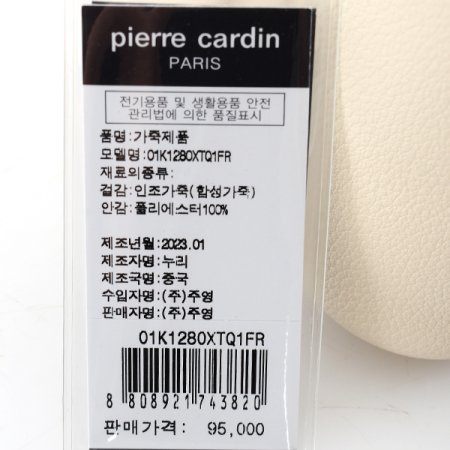 pierre cardin
PARIS
전기용품 및 생활용품 안전
관리법에 의한 품질표시
품명:가죽제품
모델명:01K1280XTQ1FR
재료의종류:
겉감:인조가죽(합성가죽)
안감:폴리에스터100%
제조년월:2023.01
제조자명:누리
제조국명:중국
수입자명:(주)주영
판매자명:(주)주영
01K1280XTQ1FR
8 808921 743820
판매가격: 95,000